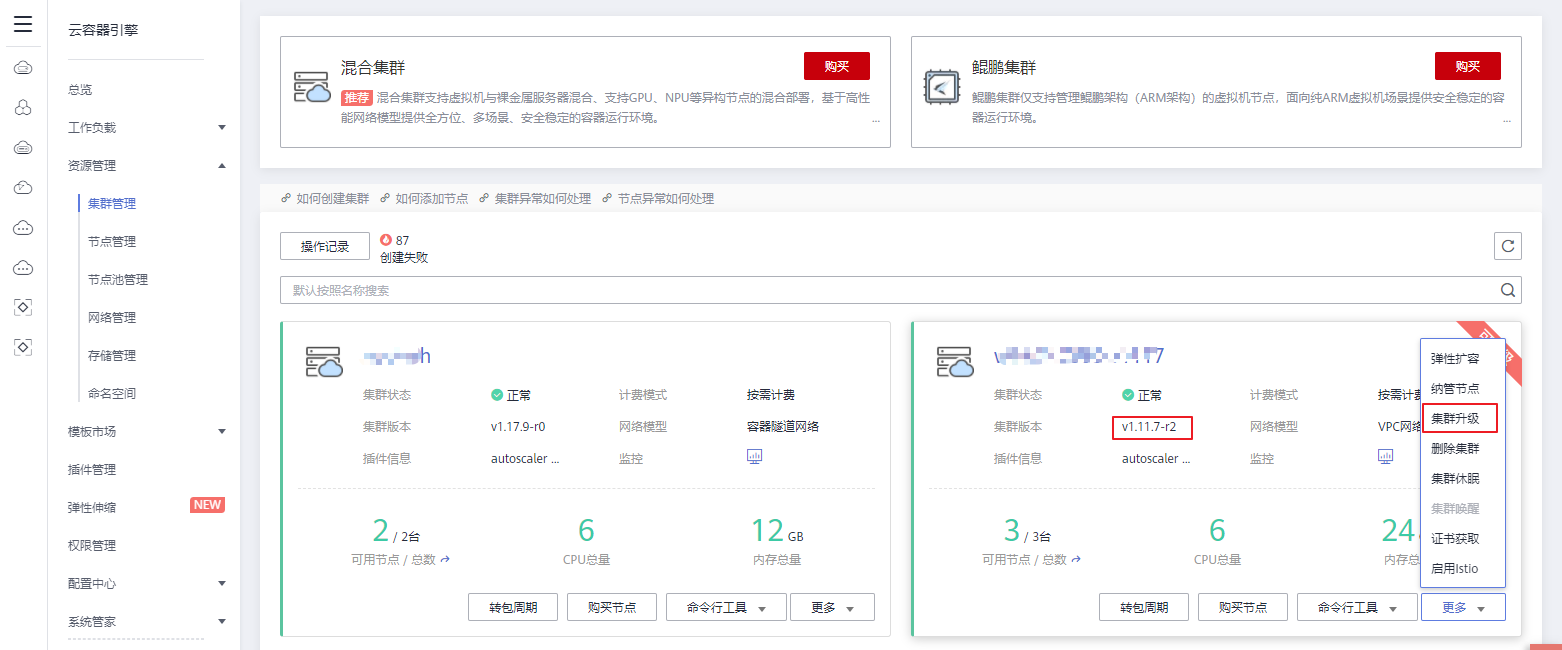 云容器引擎
总览
工作负载
资源管理
集群管理
节点管理
节点池管理
网络管理
存储管理
命名空间
模板市场
插件管理
弹性伸缩 NEW
权限管理
配置中心
系统管家
混合集群
购买
推荐 混合集群支持虚拟机与裸金属服务器混合、支持GPU、NPU等异构节点的混合部署，基于高性
能网络模型提供全方位、多场景、安全稳定的容器运行环境。
...
鲲鹏集群
购买
鲲鹏集群仅支持管理鲲鹏架构（ARM架构）的虚拟机节点，面向纯ARM虚拟机场景提供安全稳定的容
器运行环境。
...
如何创建集群 如何添加节点 集群异常如何处理 节点异常如何处理
操作记录
87
创建失败
默认按照名称搜索
集群状态 正常 计费模式 按需计费
集群版本 v1.17.9-r0 网络模型 容器隧道网络
插件信息 autoscaler ... 监控
2 / 2台 6 12 GB
可用节点 / 总数 CPU总量 内存总量
转包周期 购买节点 命令行工具 更多
集群状态 正常 计费模式 按需计费
集群版本 v1.11.7-r2 网络模型 VPC网络
插件信息 autoscaler ... 监控
3 / 3台 6 24
可用节点 / 总数 CPU总量 内存总
转包周期 购买节点 命令行工具 更多
弹性扩容
纳管节点
集群升级
删除集群
集群休眠
集群唤醒
证书获取
启用Istio